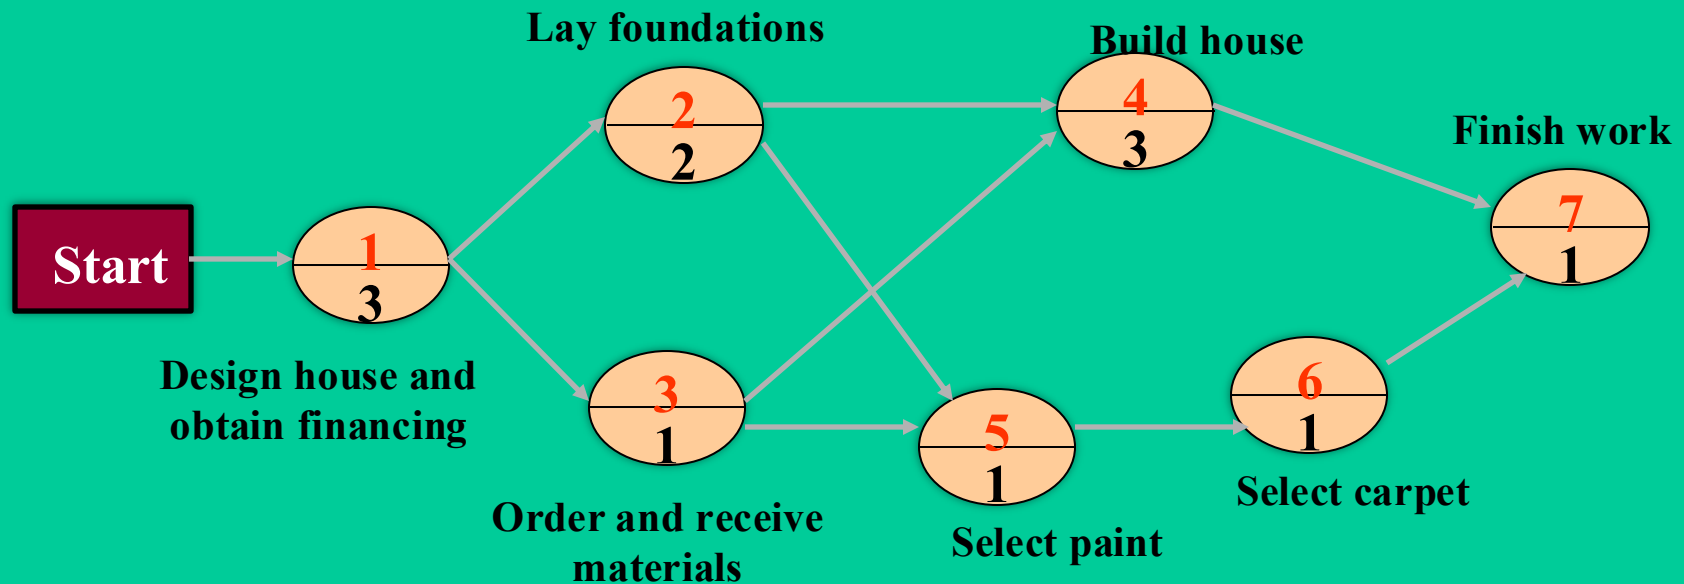 Lay foundations
Build house
2
2
4
3
Finish work
Start
1
3
7
1
Design house and
obtain financing
3
1
5
1
6
1
Order and receive
materials
Select paint
Select carpet